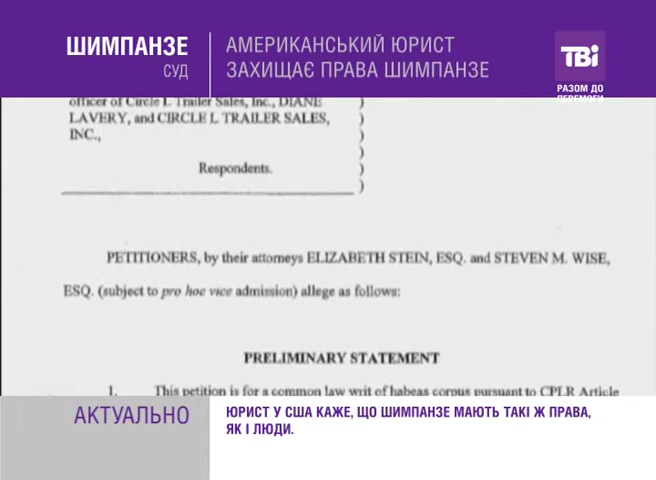 ШИМПАНЗЕ
СУД
АМЕРИКАНСЬКИЙ ЮРИСТ
ЗАХИЩАЄ ПРАВА ШИМПАНЗЕ
ТВі
РАЗОМ ДО
ПЕРЕМОГИ
officer of Circle L Trailer Sales, Inc., DIANE )
LAVERY, and CIRCLE L TRAILER SALES, )
INC., )
)
Respondents. )
)
PETITIONERS, by their attorneys ELIZABETH STEIN, ESQ. and STEVEN M. WISE,
ESQ. (subject to pro hoc vice admission) allege as follows:
PRELIMINARY STATEMENT
1. This petition is for a common law writ of habeas corpus pursuant to CPLR Article
АКТУАЛЬНО
ЮРИСТ У США КАЖЕ, ЩО ШИМПАНЗЕ МАЮТЬ ТАКІ Ж ПРАВА,
ЯК І ЛЮДИ.